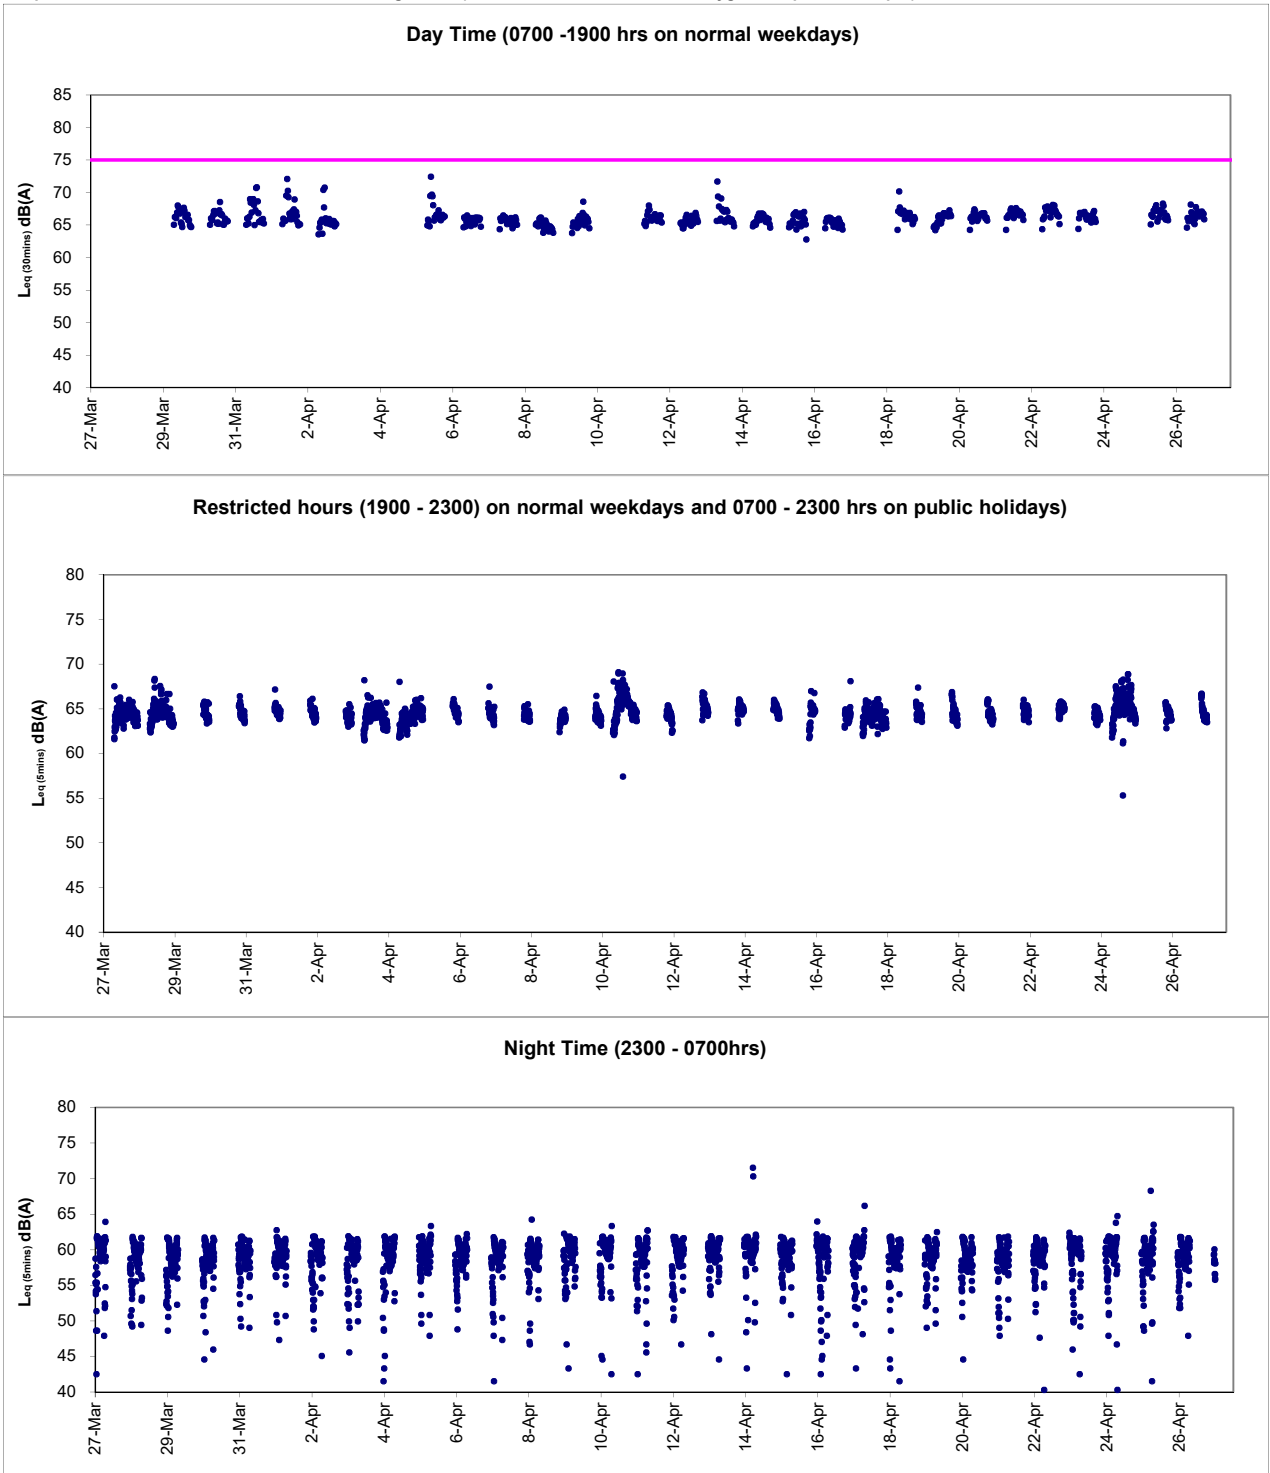 Day Time (0700 -1900 hrs on normal weekdays)
85
80
75
70
65
60
55
50
45
40
Leq (30mins) dB(A)
27-Mar
29-Mar
31-Mar
2-Apr
4-Apr
6-Apr
8-Apr
10-Apr
12-Apr
14-Apr
16-Apr
18-Apr
20-Apr
22-Apr
24-Apr
26-Apr
Restricted hours (1900 - 2300) on normal weekdays and 0700 - 2300 hrs on public holidays)
80
75
70
65
60
55
50
45
40
Leq (5mins) dB(A)
27-Mar
29-Mar
31-Mar
2-Apr
4-Apr
6-Apr
8-Apr
10-Apr
12-Apr
14-Apr
16-Apr
18-Apr
20-Apr
22-Apr
24-Apr
26-Apr
Night Time (2300 - 0700hrs)
80
75
70
65
60
55
50
45
40
Leq (5mins) dB(A)
27-Mar
29-Mar
31-Mar
2-Apr
4-Apr
6-Apr
8-Apr
10-Apr
12-Apr
14-Apr
16-Apr
18-Apr
20-Apr
22-Apr
24-Apr
26-Apr